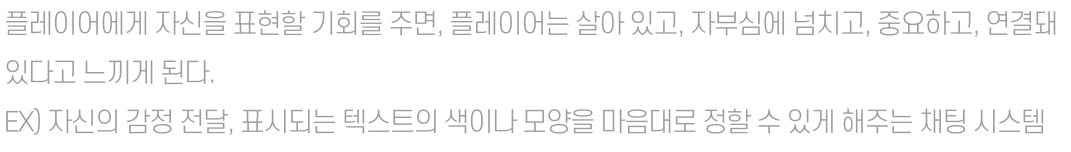 플레이어에게 자신을 표현할 기회를 주면, 플레이어는 살아 있고, 자부심에 넘치고, 중요하고, 연결돼
있다고 느끼게 된다.
EX) 자신의 감정 전달, 표시되는 텍스트의 색이나 모양을 마음대로 정할 수 있게 해주는 채팅 시스템